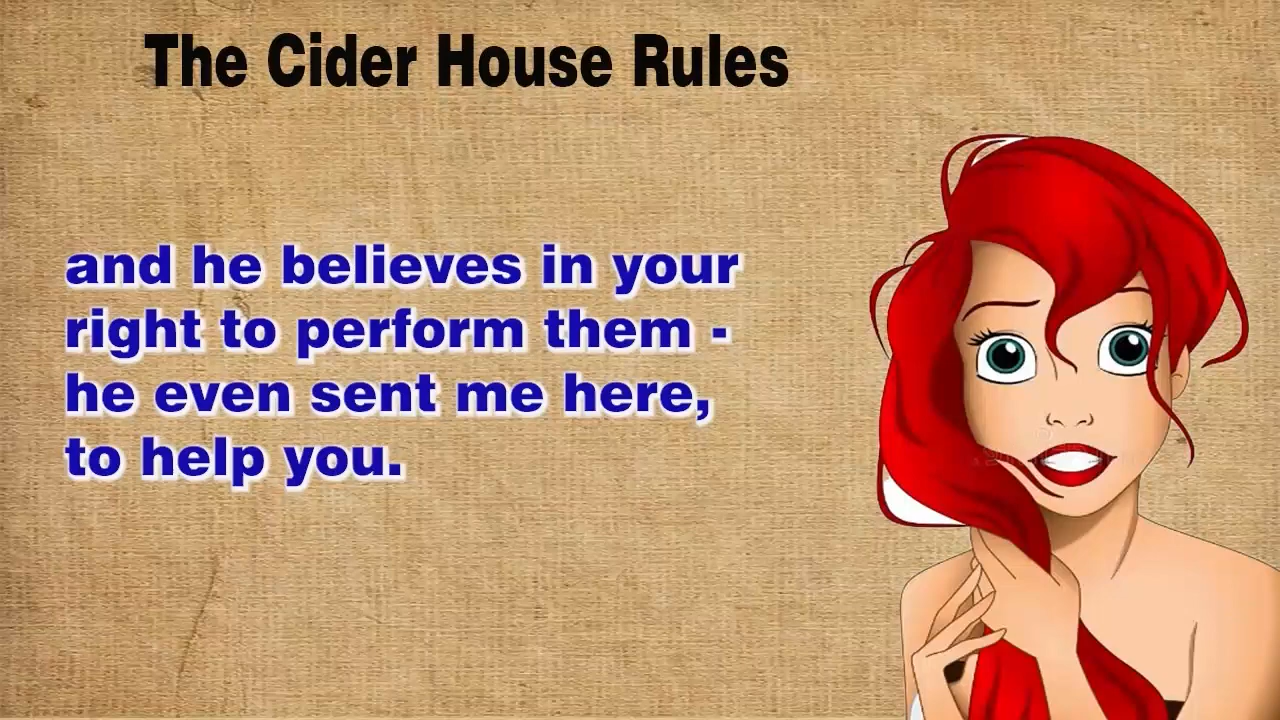 The Cider House Rules
and he believes in your
right to perform them -
he even sent me here,
to help you.